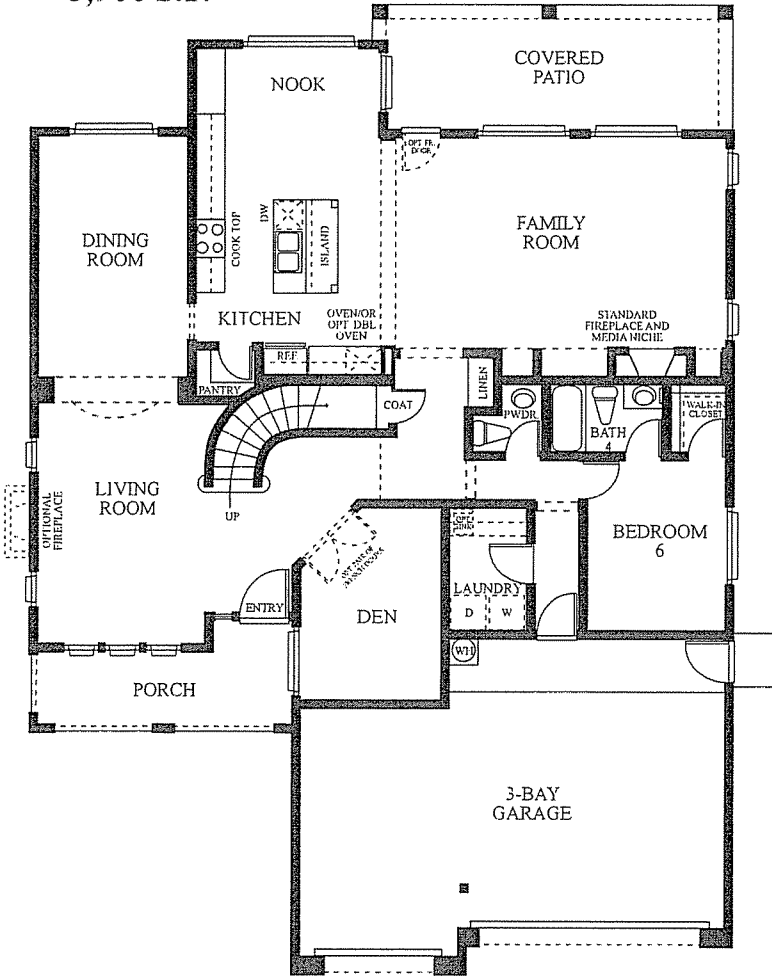 COVERED
PATIO
NOOK
OPT FR.
DOOR
DINING
ROOM
COOK TOP
DW
ISLAND
FAMILY
ROOM
KITCHEN
OVEN/OR
OPT DBL
OVEN
STANDARD
FIREPLACE AND
MEDIA NICHE
REF
PANTRY
COAT
LINEN
PWDR
BATH
4
WALK-IN
CLOSET
LIVING
ROOM
OPTIONAL
FIREPLACE
UP
BEDROOM
6
OPT
SINK
LAUNDRY
D W
ENTRY
DEN
WH
PORCH
3-BAY
GARAGE